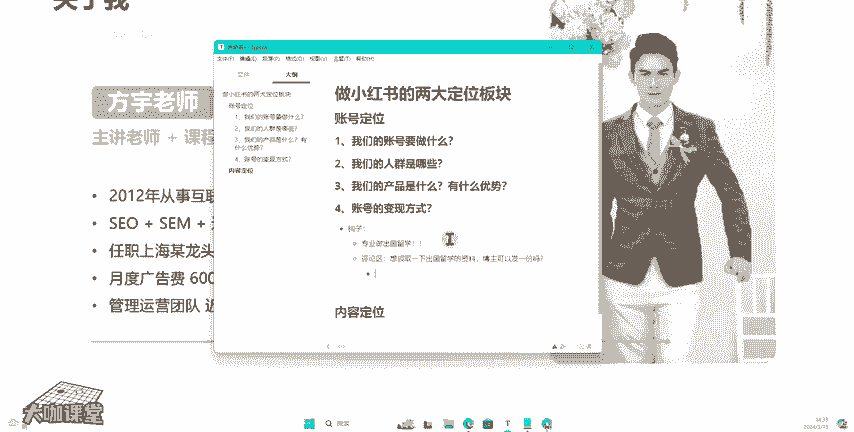 关于我
方宇老师
主讲老师 + 课程
• 2012年从事互联
• SEO + SEM +
• 任职上海某龙头
• 月度广告费 600
• 管理运营团队 近
Typora
文件(F) 编辑(E) 段落(P) 格式(O) 视图(V) 主题(T) 帮助(H)
文件 大纲
做小红书的两大定位板块
账号定位
1、我们的账号要做什么?
2、我们的人群是哪些?
3、我们的产品是什么?有
什么优势?
4、账号的变现方式?
内容定位
做小红书的两大定位板块
账号定位
1、我们的账号要做什么?
2、我们的人群是哪些?
3、我们的产品是什么?有什么优势?
4、账号的变现方式?
• 钩子:
专业做出国留学!!
评论区:想领取一下出国留学的资料,博主可以发一份吗?
内容定位
大咖课堂
搜索